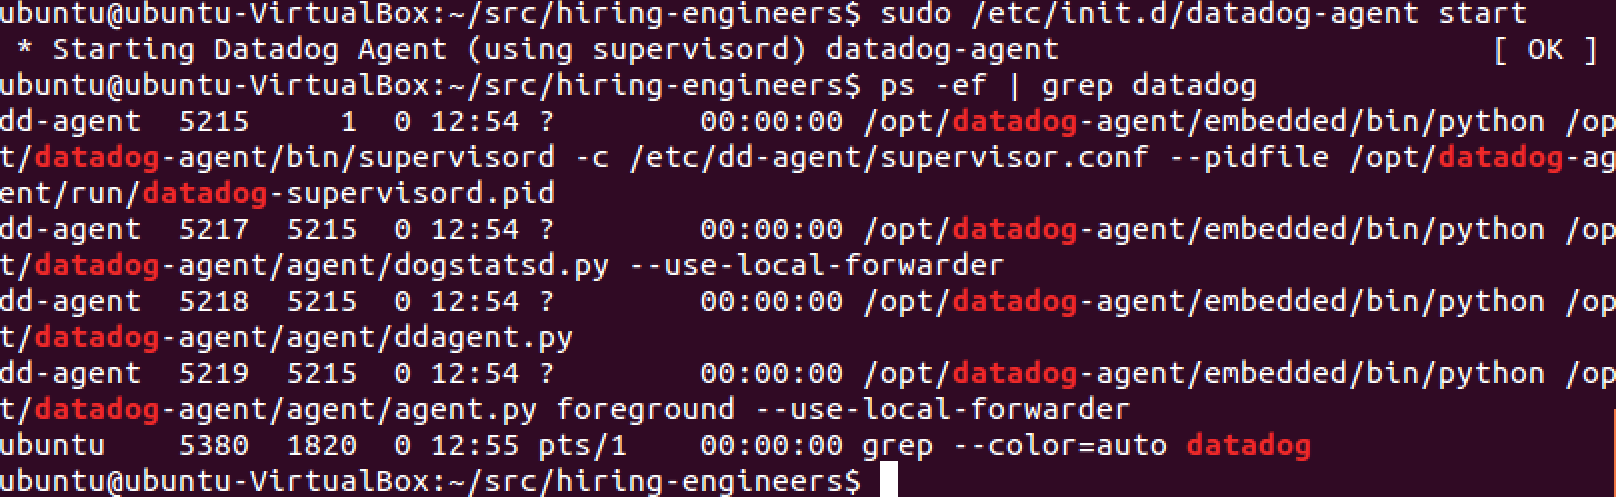 ubuntu@ubuntu-VirtualBox:~/src/hiring-engineers$ sudo /etc/init.d/datadog-agent start
 * Starting Datadog Agent (using supervisord) datadog-agent                        [ OK ]
ubuntu@ubuntu-VirtualBox:~/src/hiring-engineers$ ps -ef | grep datadog
dd-agent  5215     1  0 12:54 ?        00:00:00 /opt/datadog-agent/embedded/bin/python /op
t/datadog-agent/bin/supervisord -c /etc/dd-agent/supervisor.conf --pidfile /opt/datadog-ag
ent/run/datadog-supervisord.pid
dd-agent  5217  5215  0 12:54 ?        00:00:00 /opt/datadog-agent/embedded/bin/python /op
t/datadog-agent/agent/dogstatsd.py --use-local-forwarder
dd-agent  5218  5215  0 12:54 ?        00:00:00 /opt/datadog-agent/embedded/bin/python /op
t/datadog-agent/agent/ddagent.py
dd-agent  5219  5215  0 12:54 ?        00:00:00 /opt/datadog-agent/embedded/bin/python /op
t/datadog-agent/agent/agent.py foreground --use-local-forwarder
ubuntu    5380  1820  0 12:55 pts/1    00:00:00 grep --color=auto datadog
ubuntu@ubuntu-VirtualBox:~/src/hiring-engineers$